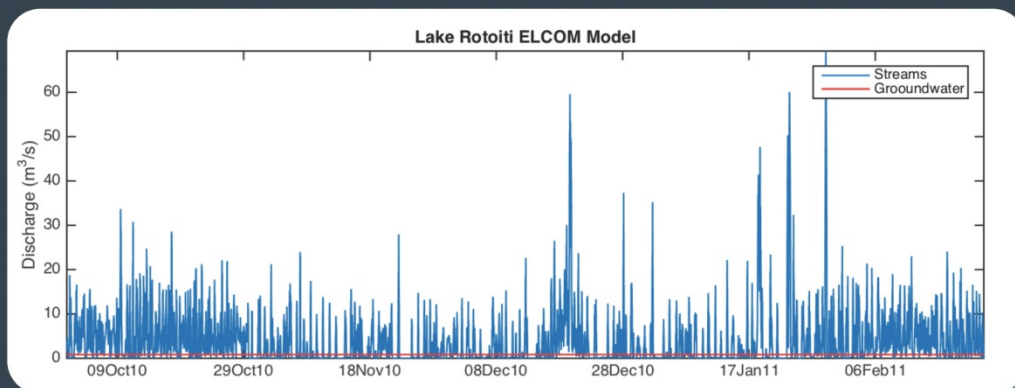 Lake Rotoiti ELCOM Model
Discharge (m³/s)
60
50
40
30
20
10
0
Streams
Grooundwater
09Oct10 29Oct10 18Nov10 08Dec10 28Dec10 17Jan11 06Feb11